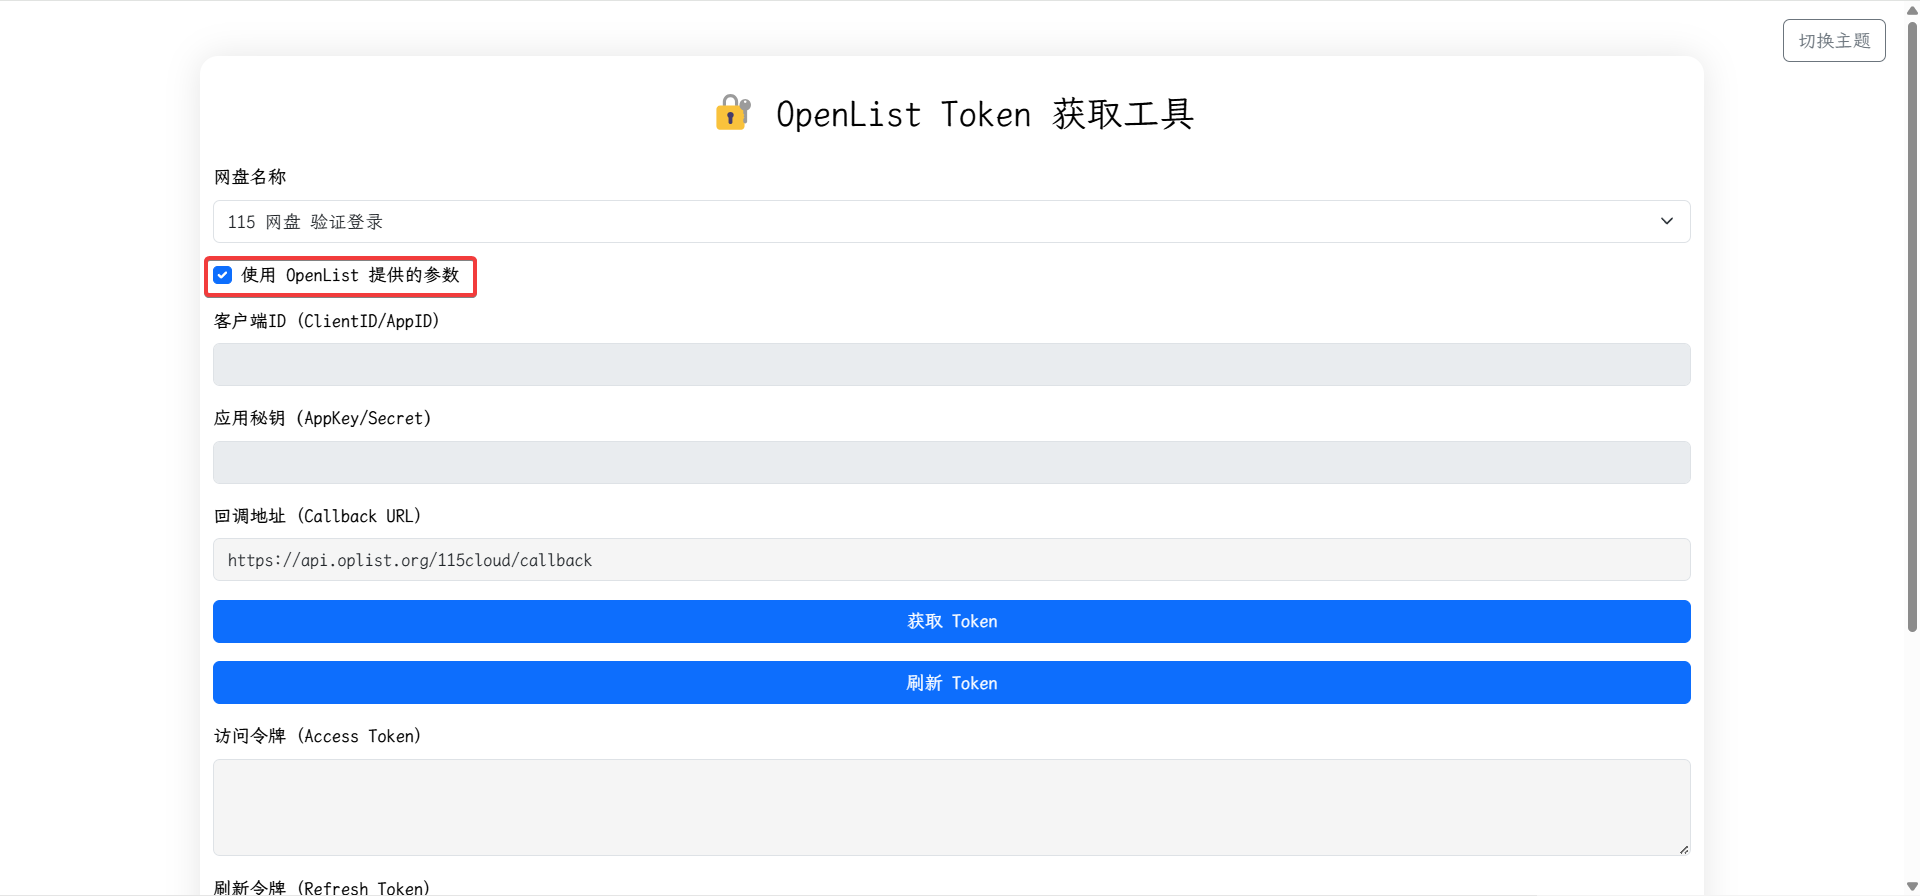 切换主题
OpenList Token 获取工具
网盘名称
115 网盘 验证登录
使用 OpenList 提供的参数
客户端ID (ClientID/AppID)
应用秘钥 (AppKey/Secret)
回调地址 (Callback URL)
https://api.oplist.org/115cloud/callback
获取 Token
刷新 Token
访问令牌 (Access Token)
刷新令牌 (Refresh Token)